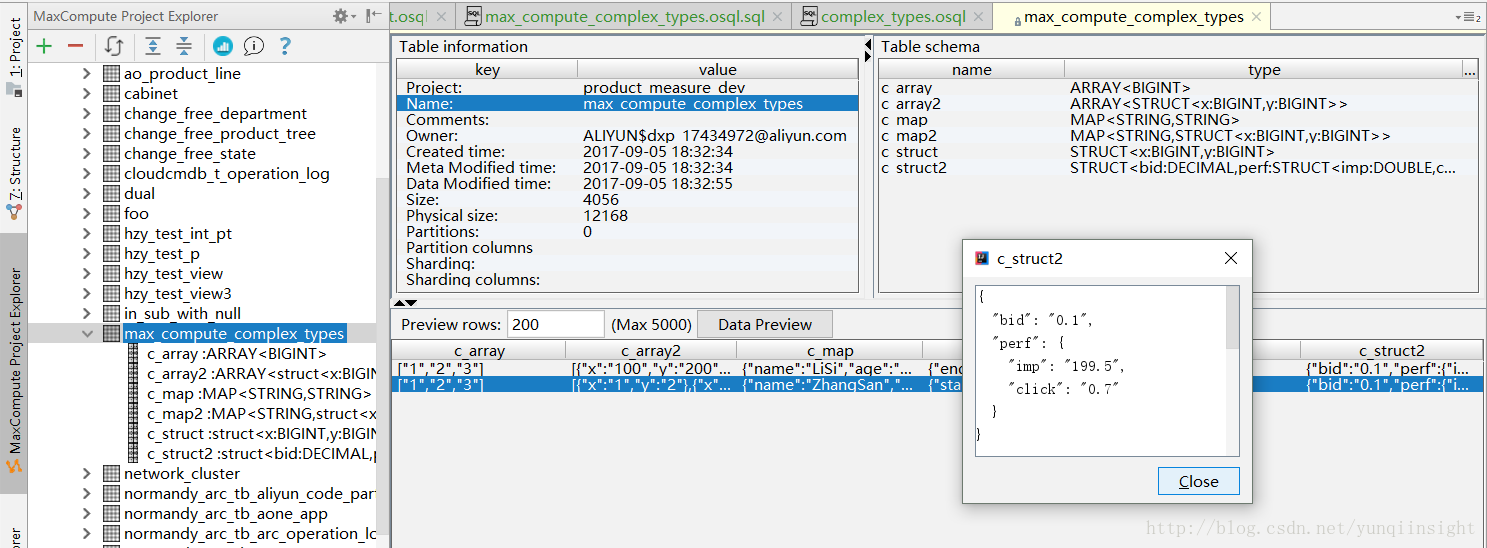 1: Project
Z: Structure
MaxCompute Project Explorer
MaxCompute Project Explorer
ao_product_line
cabinet
change_free_department
change_free_product_tree
change_free_state
cloudcmdb_t_operation_log
dual
foo
hzy_test_int_pt
hzy_test_p
hzy_test_view
hzy_test_view3
in_sub_with_null
max_compute_complex_types
c_array :ARRAY<BIGINT>
c_array2 :ARRAY<struct<x:BIGIN
c_map :MAP<STRING,STRING>
c_map2 :MAP<STRING,struct<x
c_struct :struct<x:BIGINT,y:BIGIN
c_struct2 :struct<bid:DECIMAL,p
network_cluster
normandy_arc_tb_aliyun_code_part
normandy_arc_tb_aone_app
normandy_arc_tb_arc_operation_lo
t.osql
max_compute_complex_types.osql.sql
complex_types.osql
max_compute_complex_types
2
Table information
key value
Project: product_measure_dev
Name: max_compute_complex_types
Comments:
Owner: ALIYUN$dxp_17434972@aliyun.com
Created time: 2017-09-05 18:32:34
Meta Modified time: 2017-09-05 18:32:34
Data Modified time: 2017-09-05 18:32:55
Size: 4056
Physical size: 12168
Partitions: 0
Partition columns
Sharding:
Sharding columns:
Table schema
name type ...
c_array ARRAY<BIGINT>
c_array2 ARRAY<STRUCT<x:BIGINT,y:BIGINT>>
c_map MAP<STRING,STRING>
c_map2 MAP<STRING,STRUCT<x:BIGINT,y:BIGINT>>
c_struct STRUCT<x:BIGINT,y:BIGINT>
c_struct2 STRUCT<bid:DECIMAL,perf:STRUCT<imp:DOUBLE,c...
Preview rows: 200 (Max 5000) Data Preview
c_array c_array2 c_map c_struct2
["1","2","3"] [{"x":"100","y":"200"... {"name":"LiSi","age":... {"end {"bid":"0.1","perf":{"i...
["1","2","3"] [{"x":"1","y":"2"},{"x"... {"name":"ZhangSan","... {"sta {"bid":"0.1","perf":{"i...
c_struct2
{
"bid": "0.1",
"perf": {
"imp": "199.5",
"click": "0.7"
}
}
Close
http://blog.csdn.net/yunqiinsight